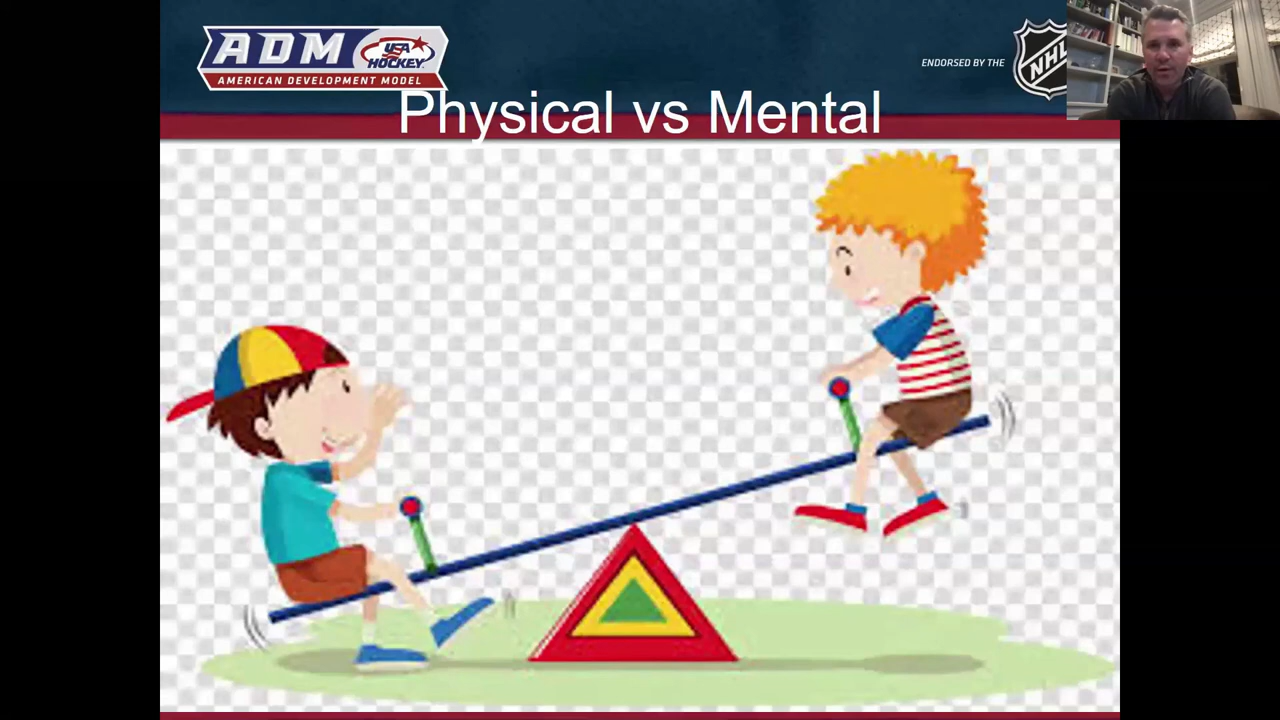 ADM
USA
HOCKEY
AMERICAN DEVELOPMENT MODEL
ENDORSED BY THE
NHL
Physical vs Mental